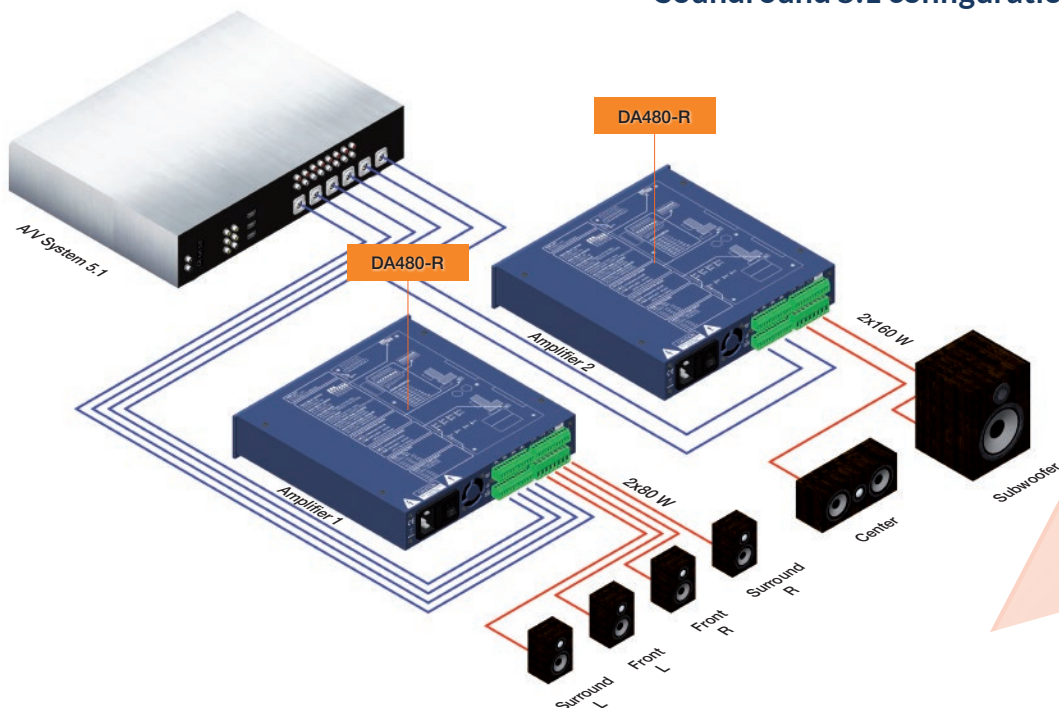 Soundround 5.1 configuratio
DA480-R
A/V System 5.1
DA480-R
2x160 W
Amplifier 2
Subwoofer
Amplifier 1
2x80 W
Center
Surround
R
Front
R
Front
L
Surround
L